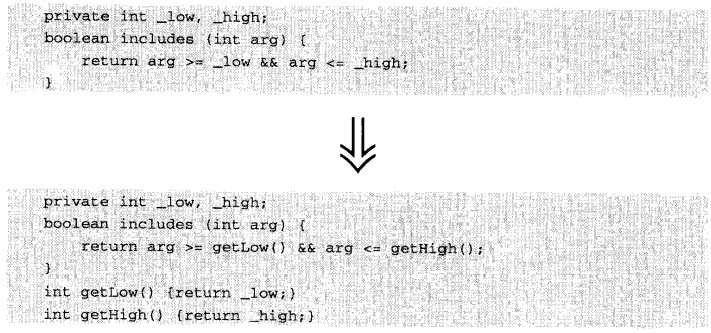 private int _low, _high;
boolean includes (int arg) {
    return arg >= _low && arg <= _high;
}
private int _low, _high;
boolean includes (int arg) {
    return arg >= getLow() && arg <= getHigh();
}
int getLow() {return _low;}
int getHigh() {return _high;}